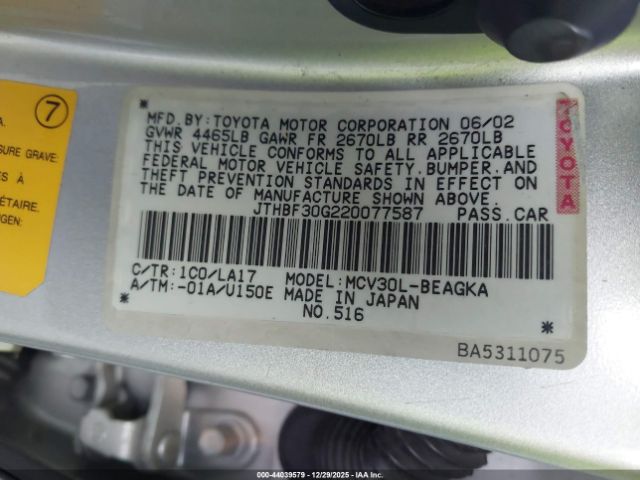 7
A.
SURE GRAVE:
S À
ÉTAIRE,
NGEN:
MFD.BY:TOYOTA MOTOR CORPORATION 06/02
GVWR 4465LB GAWR FR 2670LB RR 2670LB
THIS VEHICLE CONFORMS TO ALL APPLICABLE
FEDERAL MOTOR VEHICLE SAFETY,BUMPER,AND
THEFT PREVENTION STANDARDS IN EFFECT ON
THE DATE OF MANUFACTURE SHOWN ABOVE.
JTHBF30G220077587 PASS.CAR
C/TR:1C0/LA17 MODEL:MCV30L-BEAGKA
A/TM:-01A/U150E MADE IN JAPAN
NO.516
TOYOTA
BA5311075
000-44039579 - 12/29/2025 - IAAI.COM